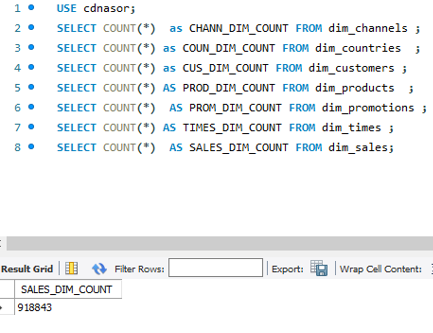 1 USE cdnasor;
2 SELECT COUNT(*) as CHANN_DIM_COUNT FROM dim_channels ;
3 SELECT COUNT(*) as COUN_DIM_COUNT FROM dim_countries ;
4 SELECT COUNT(*) as CUS_DIM_COUNT FROM dim_customers ;
5 SELECT COUNT(*) AS PROD_DIM_COUNT FROM dim_products ;
6 SELECT COUNT(*) AS PROM_DIM_COUNT FROM dim_promotions ;
7 SELECT COUNT(*) AS TIMES_DIM_COUNT FROM dim_times ;
8 SELECT COUNT(*) AS SALES_DIM_COUNT FROM dim_sales;
Result Grid Filter Rows: Export: Wrap Cell Content:
SALES_DIM_COUNT
918843